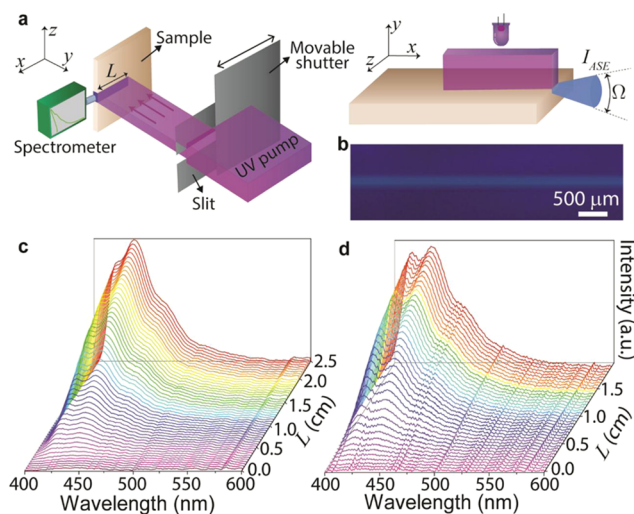 a
z
y
x
L
Sample
Movable
shutter
Spectrometer
UV pump
Slit
y
x
z
I_ASE
Ω
b
500 μm
c
2.5
2.0
1.5
1.0
0.5
0.0
L (cm)
400 450 500 550 600
Wavelength (nm)
d
Intensity (a.u.)
1.5
1.0
0.5
0.0
L (cm)
400 450 500 550 600
Wavelength (nm)